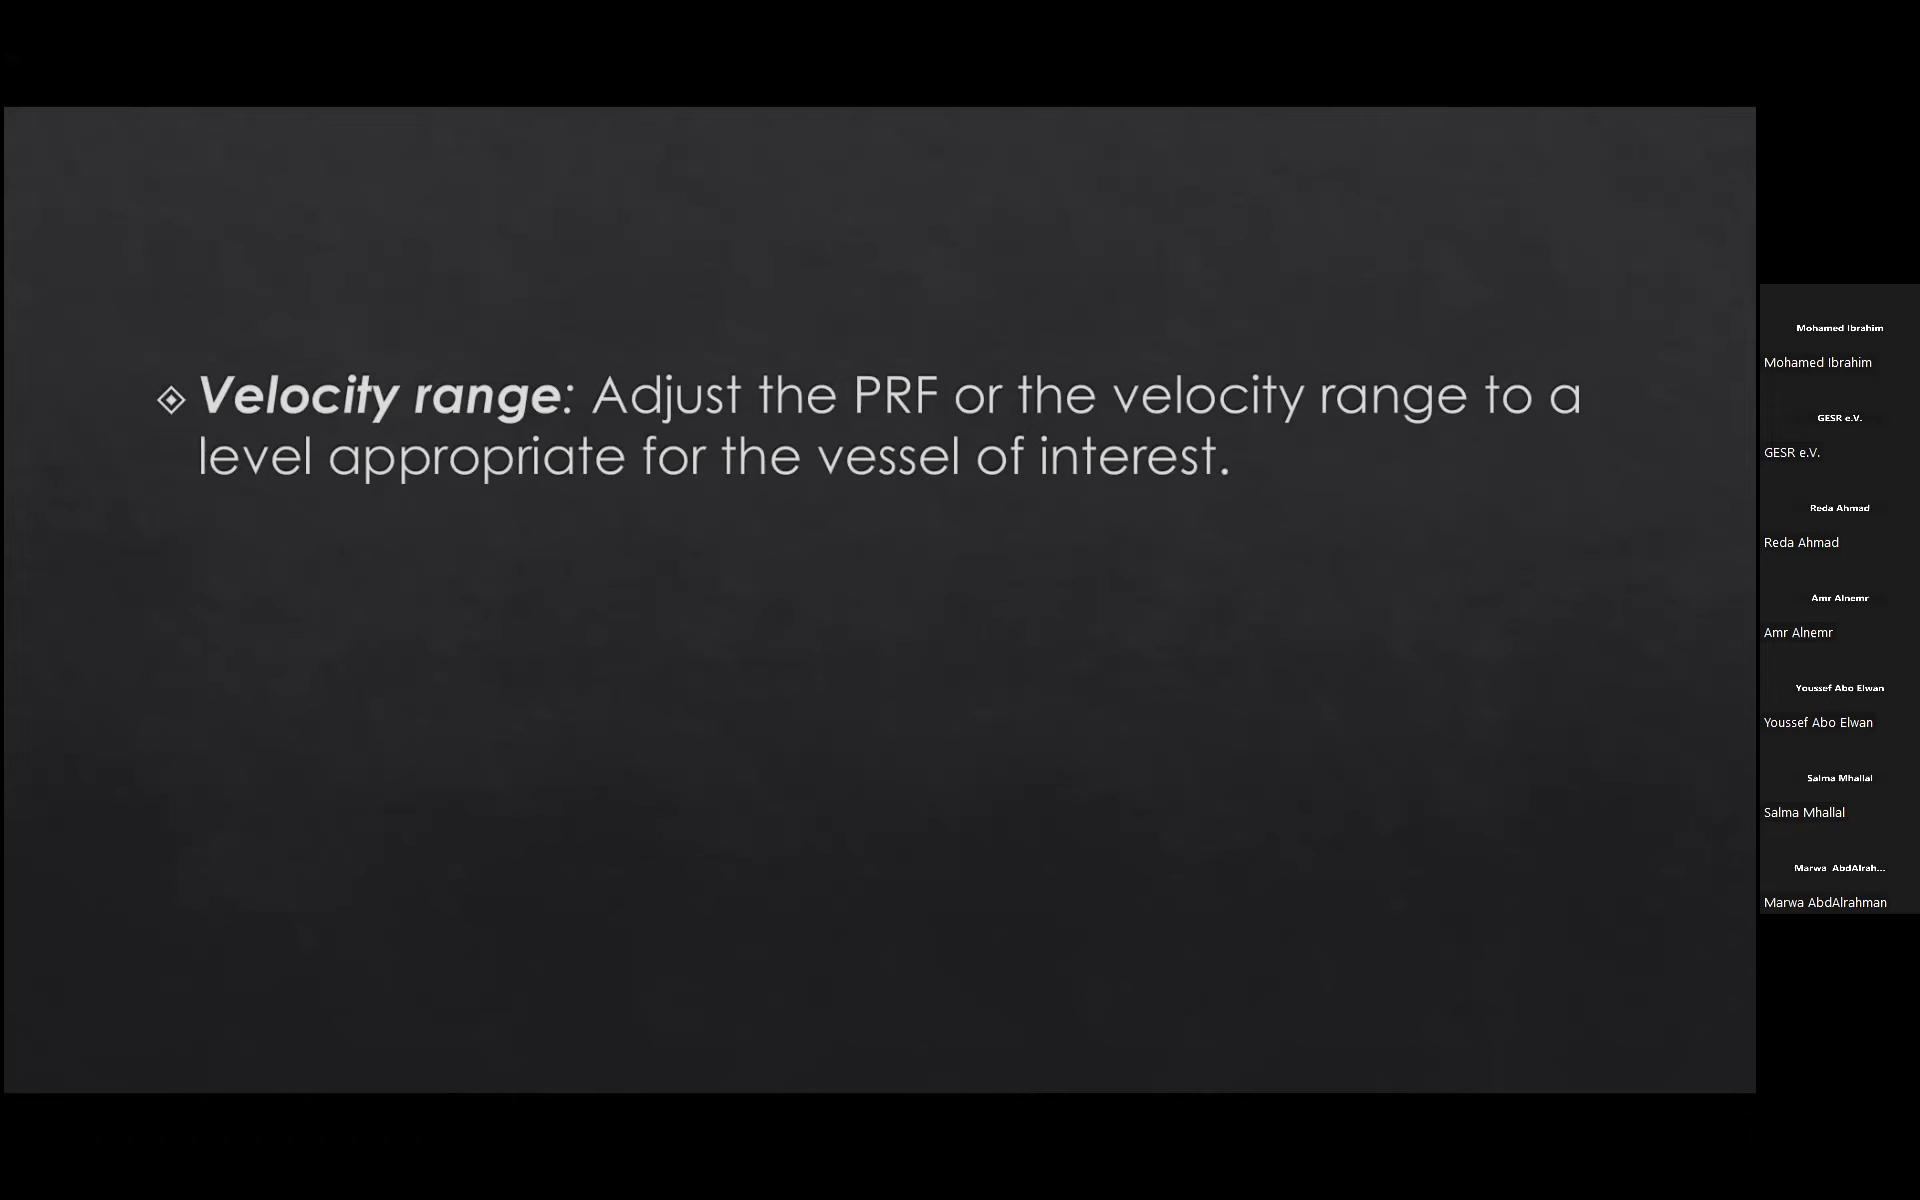 Velocity range: Adjust the PRF or the velocity range to a
level appropriate for the vessel of interest.
Mohamed Ibrahim
Mohamed Ibrahim
GESR e.V.
GESR e.V.
Reda Ahmad
Reda Ahmad
Amr Alnemr
Amr Alnemr
Youssef Abo Elwan
Youssef Abo Elwan
Salma Mhallal
Salma Mhallal
Marwa AbdAlrah...
Marwa AbdAlrahman